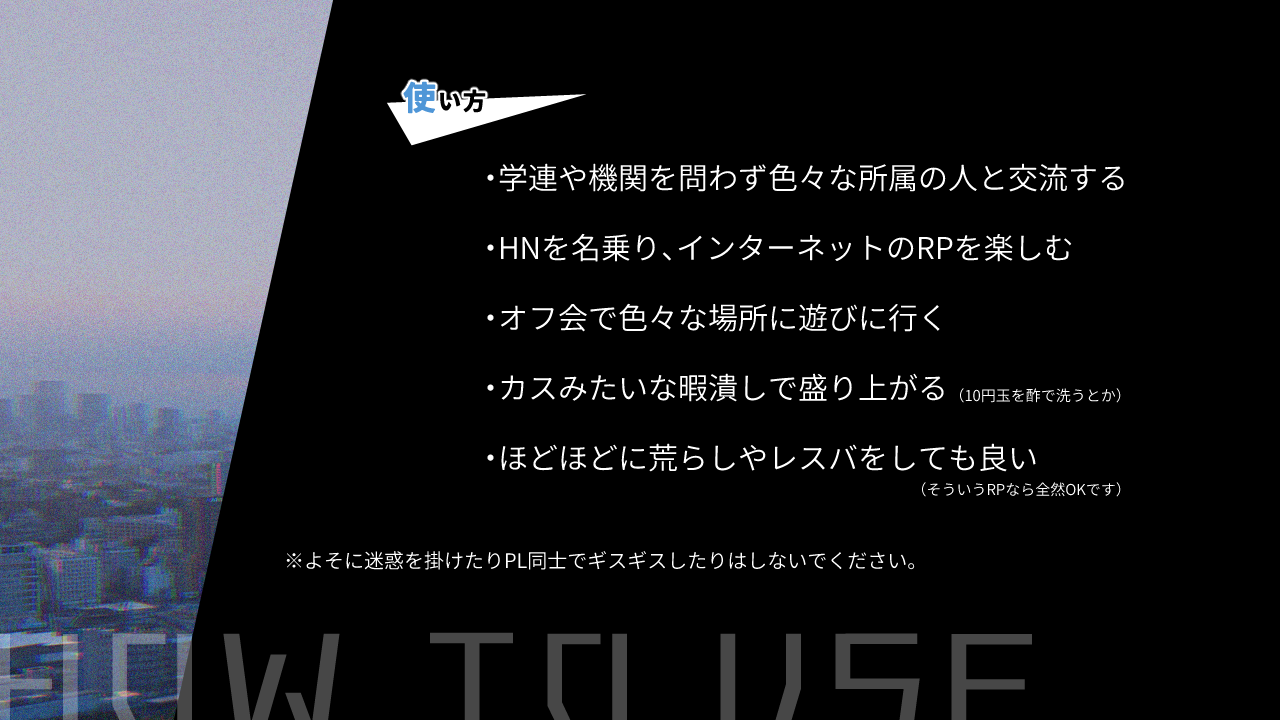 使い方
・学連や機関を問わず色々な所属の人と交流する
・HNを名乗り、インターネットのRPを楽しむ
・オフ会で色々な場所に遊びに行く
・カスみたいな暇潰しで盛り上がる（10円玉を酢で洗うとか）
・ほどほどに荒らしやレスバをしても良い
（そういうRPなら全然OKです）
※よそに迷惑を掛けたりPL同士でギスギスしたりはしないでください。
HOW TO USE